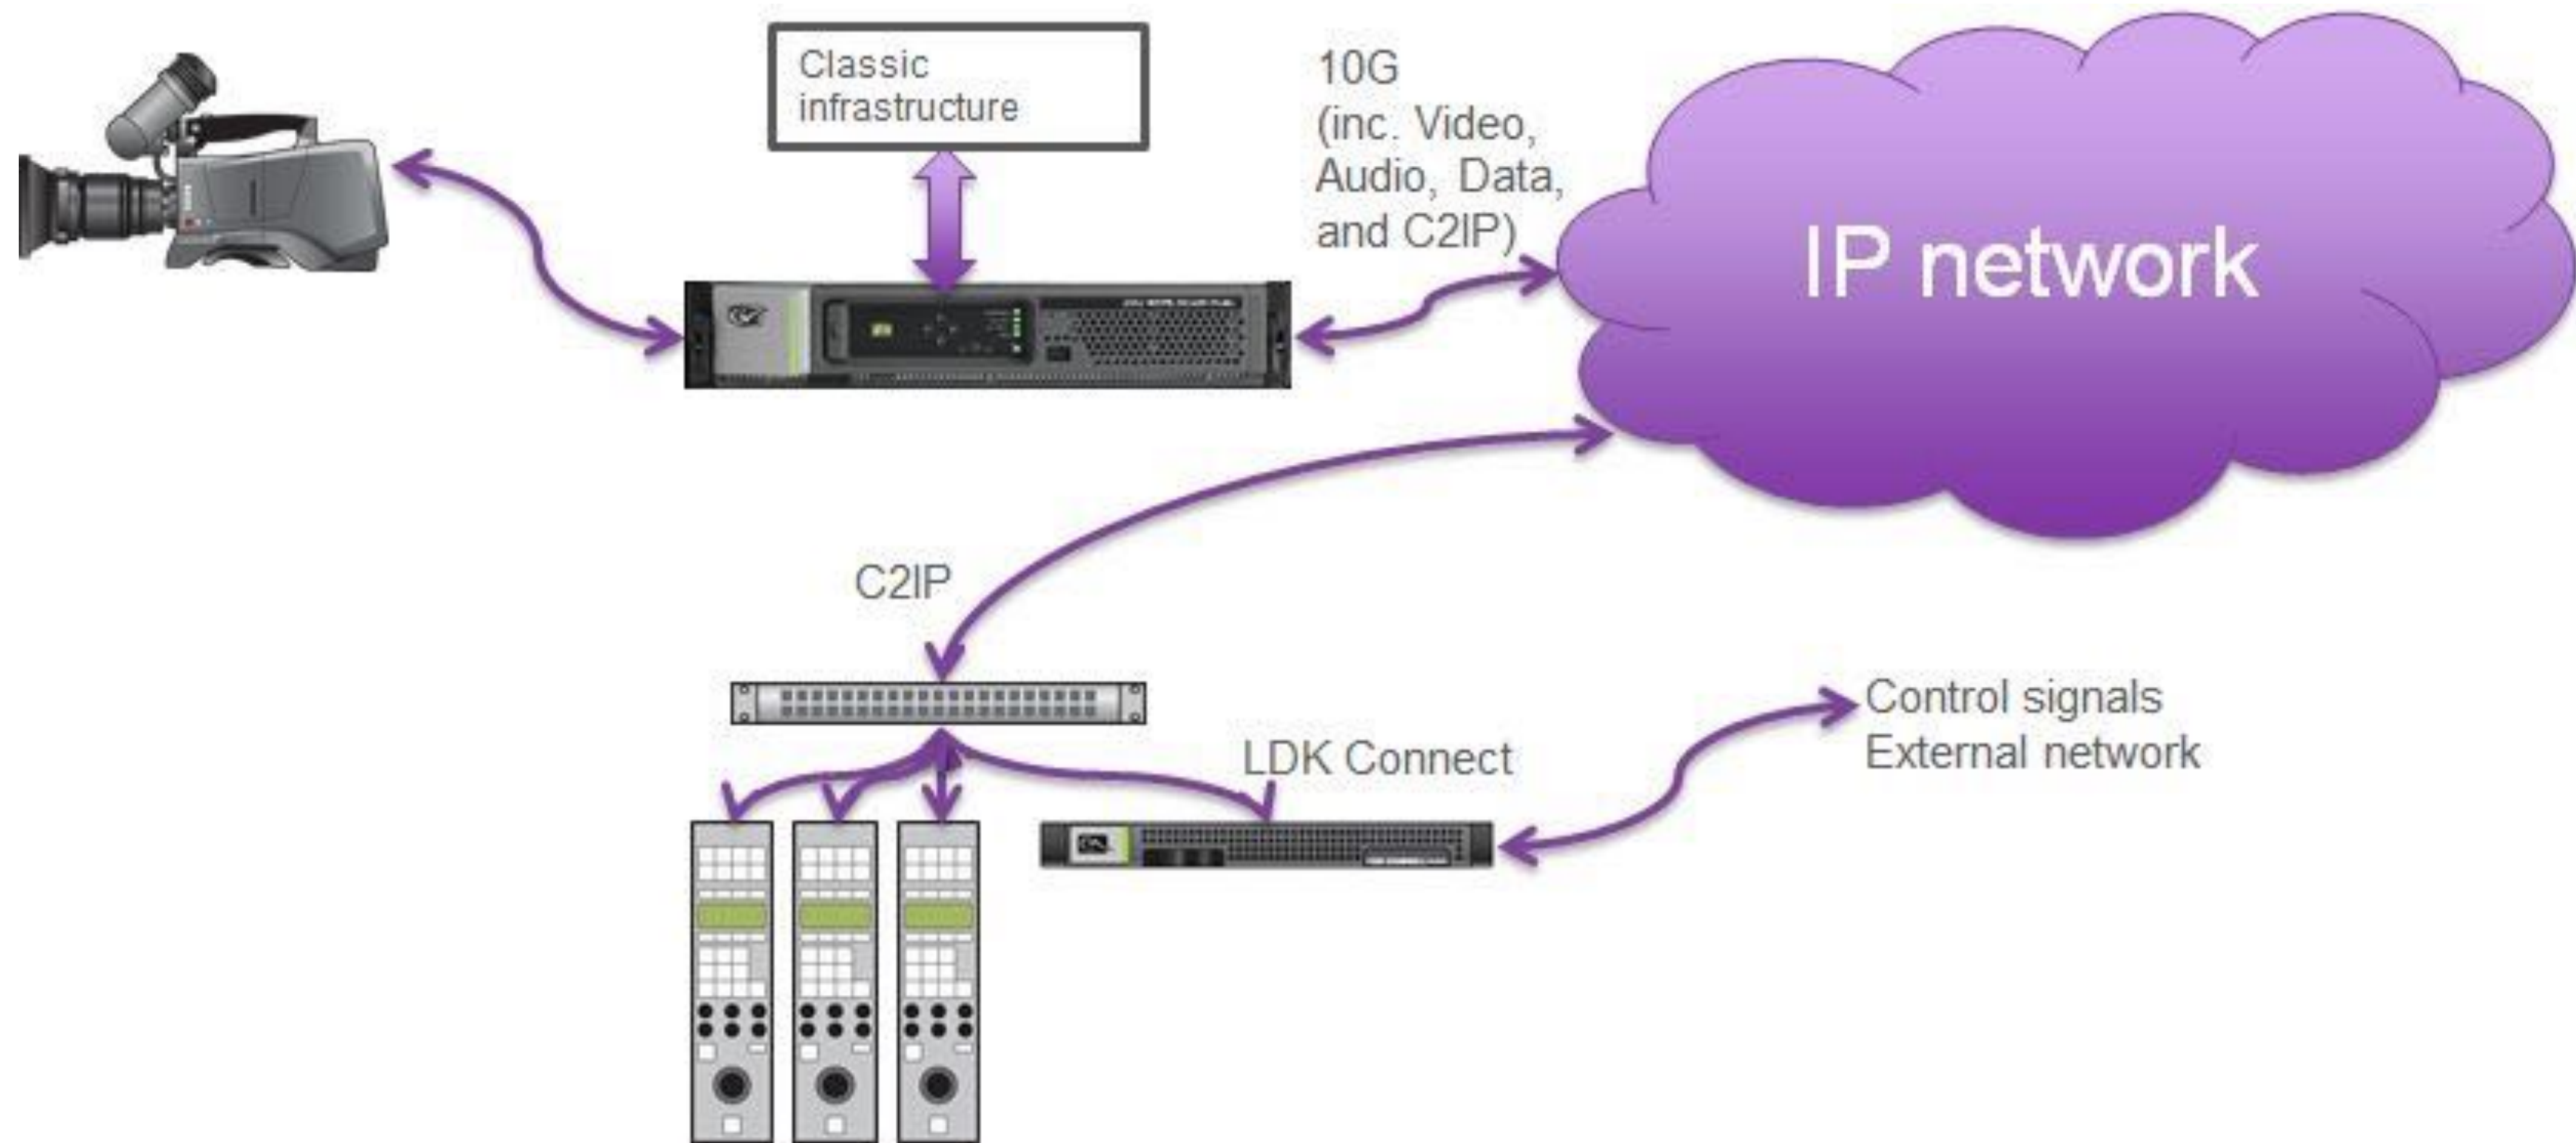 Classic
infrastructure
10G
(inc. Video,
Audio, Data,
and C2IP)
IP network
C2IP
LDK Connect
Control signals
External network